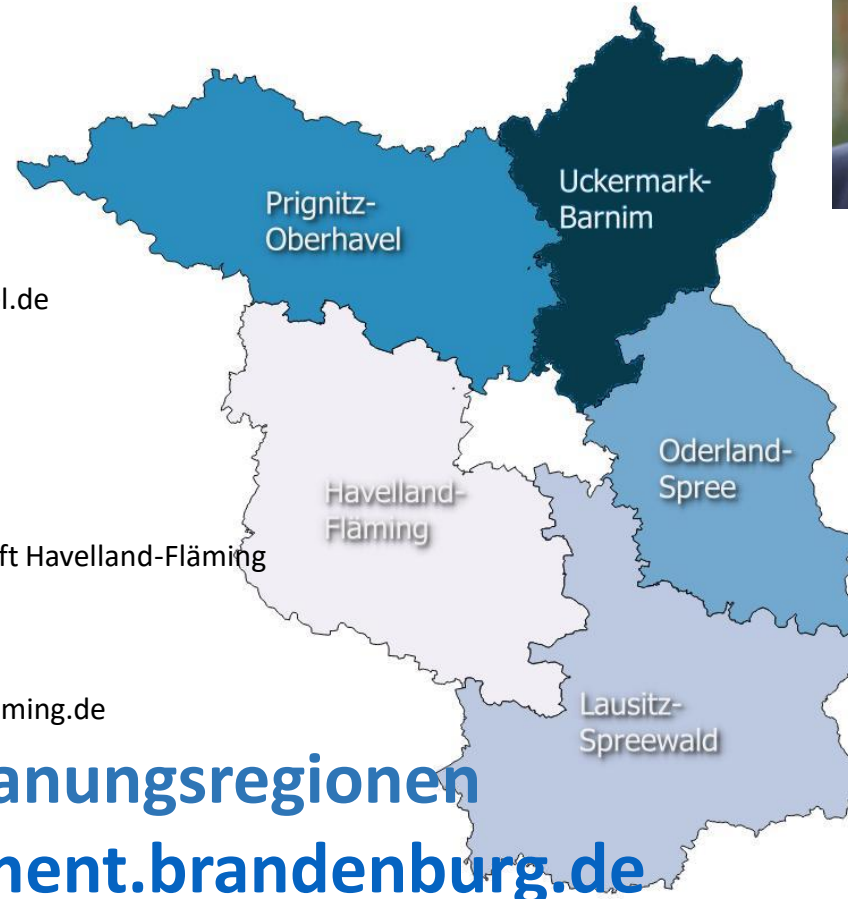 Uckermark-
Barnim
Prignitz-
Oberhavel
l.de
Oderland-
Spree
Havelland-
Fläming
ft Havelland-Fläming
Lausitz-
Spreewald
ming.de
anungsregionen
nent.brandenburg.de